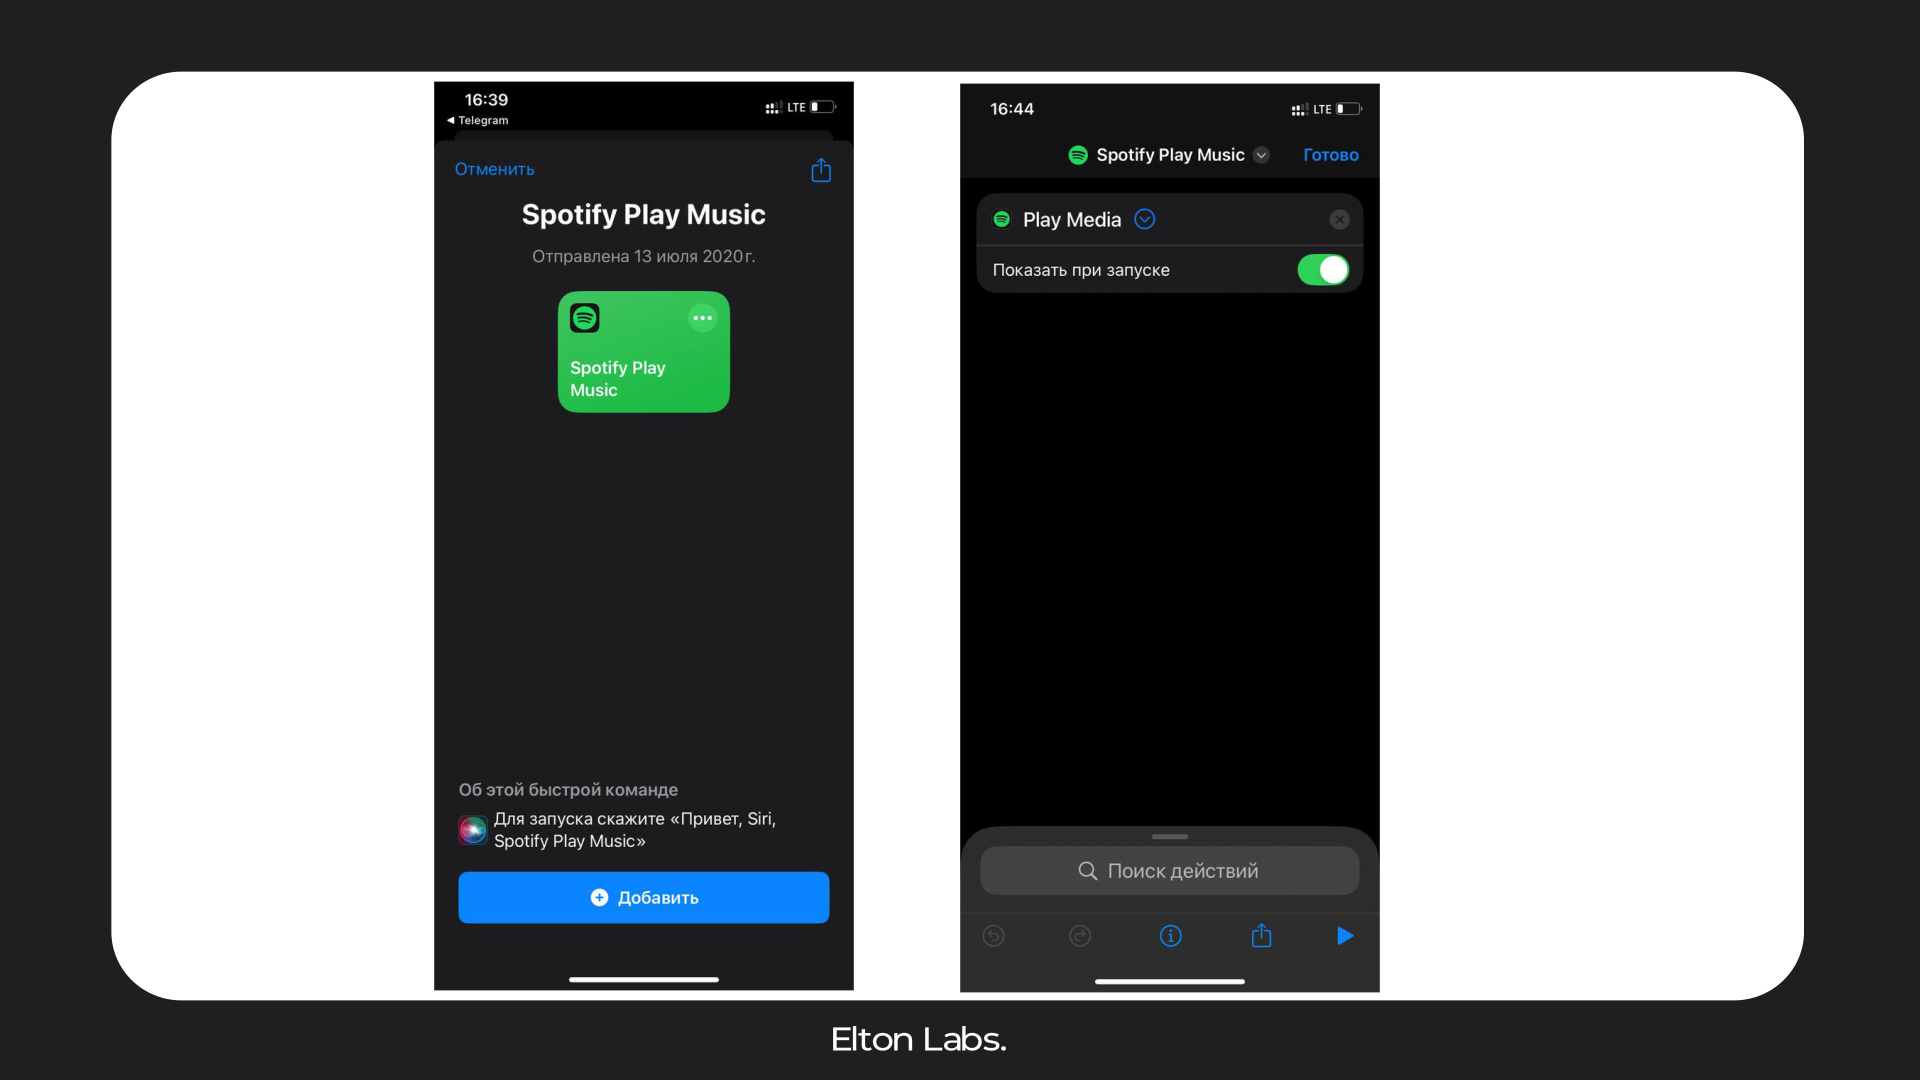 16:39
LTE
◀ Telegram
Отменить
Spotify Play Music
Отправлена 13 июля 2020 г.
Spotify Play
Music
Об этой быстрой команде
Для запуска скажите «Привет, Siri,
Spotify Play Music»
Добавить
16:44
LTE
Spotify Play Music
Готово
Play Media
Показать при запуске
Поиск действий
Elton Labs.